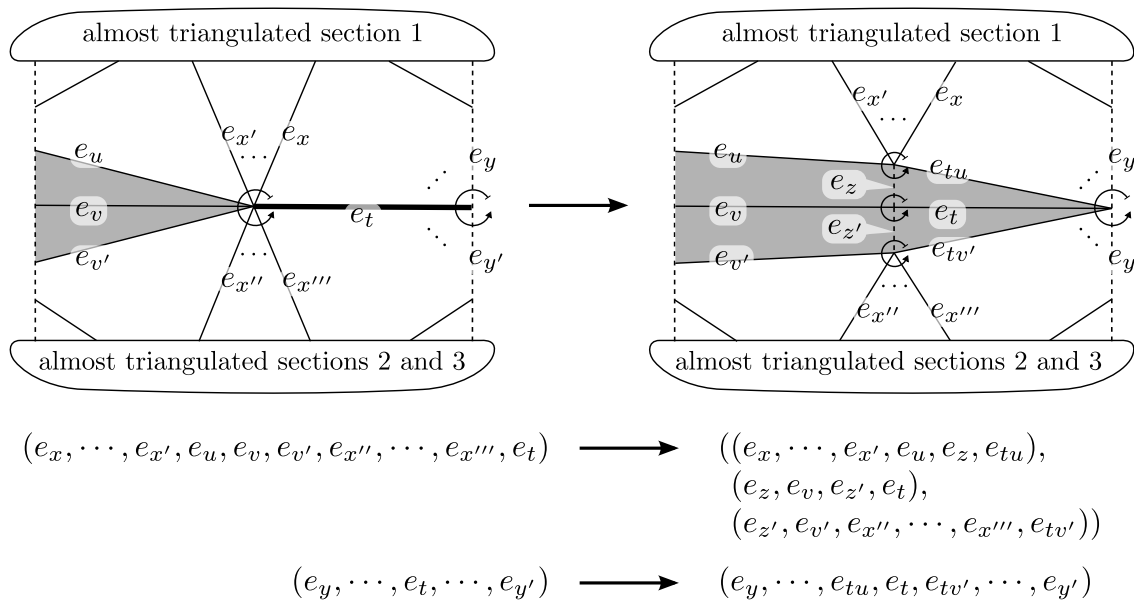 almost triangulated section 1 almost triangulated section 1
e_{x'} e_x e_{x'} e_x
⋯ ⋯
e_u e_y e_u e_{tu} e_y
e_z
e_v e_t e_v e_t
e_{z'}
e_{v'} e_{y'} e_{v'} e_{tv'} e_y
⋯ ⋯
e_{x''} e_{x'''} e_{x''} e_{x'''}
almost triangulated sections 2 and 3 almost triangulated sections 2 and 3
(e_x, ⋯, e_{x'}, e_u, e_v, e_{v'}, e_{x''}, ⋯, e_{x'''}, e_t) ⟶ ((e_x, ⋯, e_{x'}, e_u, e_z, e_{tu}),
(e_z, e_v, e_{z'}, e_t),
(e_{z'}, e_{v'}, e_{x''}, ⋯, e_{x'''}, e_{tv'}))
(e_y, ⋯, e_t, ⋯, e_{y'}) ⟶ (e_y, ⋯, e_{tu}, e_t, e_{tv'}, ⋯, e_{y'})